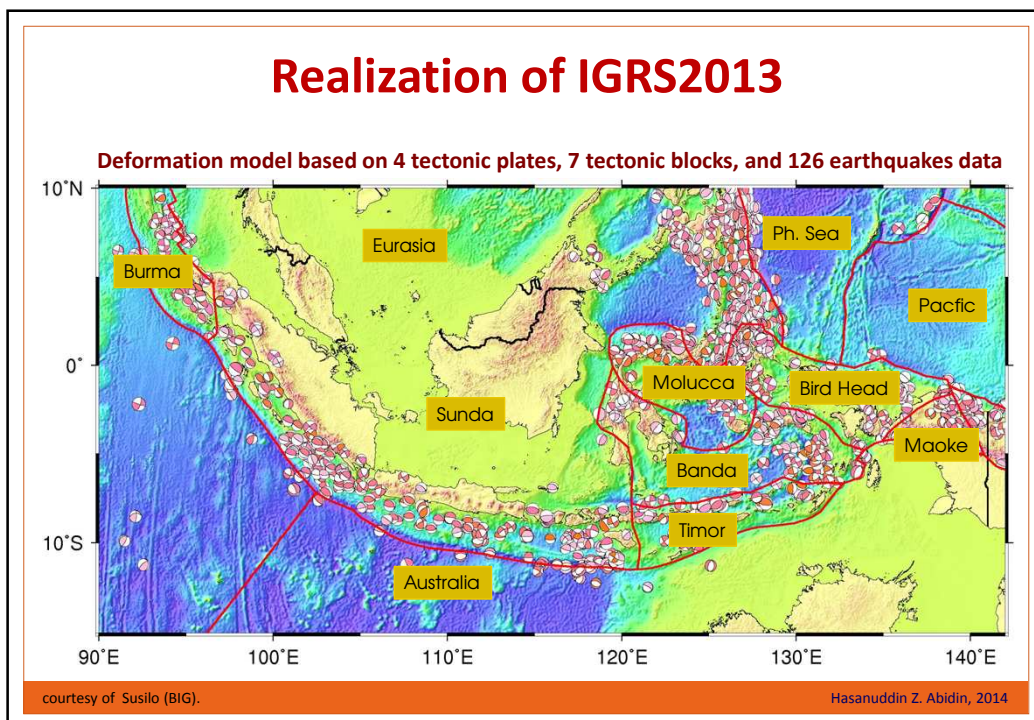 Realization of IGRS2013
Deformation model based on 4 tectonic plates, 7 tectonic blocks, and 126 earthquakes data
10˚N
Ph. Sea
Eurasia
Burma
Pacfic
0˚
Molucca
Bird Head
Sunda
Maoke
Banda
Timor
10˚S
Australia
90˚E
100˚E
110˚E
120˚E
130˚E
140˚E
courtesy of Susilo (BIG).
Hasanuddin Z. Abidin, 2014